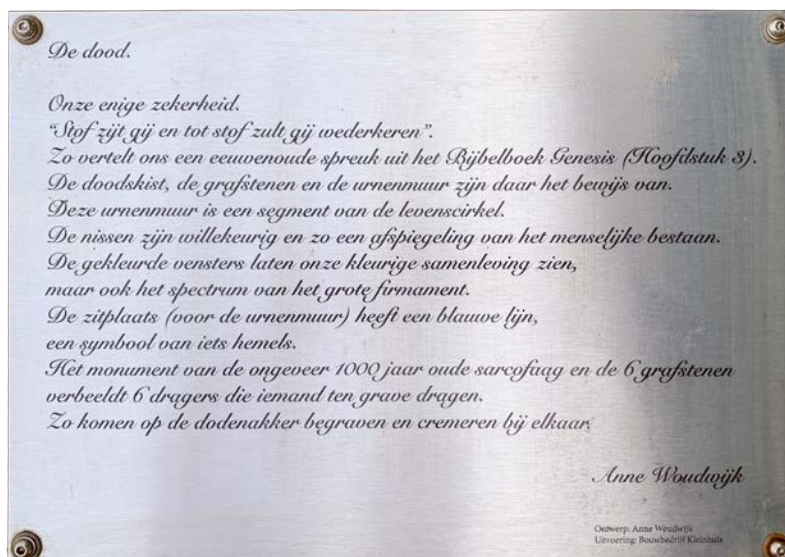 De dood.
Onze enige zekerheid.
"Stof zijt gij en tot stof zult gij wederkeren".
Zo vertelt ons een eeuwenoude spreuk uit het Bijbelboek Genesis (Hoofdstuk 3).
De doodskist, de grafstenen en de urnenmuur zijn daar het bewijs van.
Deze urnenmuur is een segment van de levenscirkel.
De nissen zijn willekeurig en zo een afspiegeling van het menselijke bestaan.
De gekleurde vensters laten onze kleurige samenleving zien,
maar ook het spectrum van het grote firmament.
De zitplaats (voor de urnenmuur) heeft een blauwe lijn,
een symbool van iets hemels.
Het monument van de ongeveer 1000 jaar oude sarcofaag en de 6 grafstenen
verbeeldt 6 dragers die iemand ten grave dragen.
Zo komen op de dodenakker begraven en cremeren bij elkaar.
Anne Woudwijk
Ontwerp: Anne Woudwijk
Uitvoering: Bouwbedrijf Kleinhuis